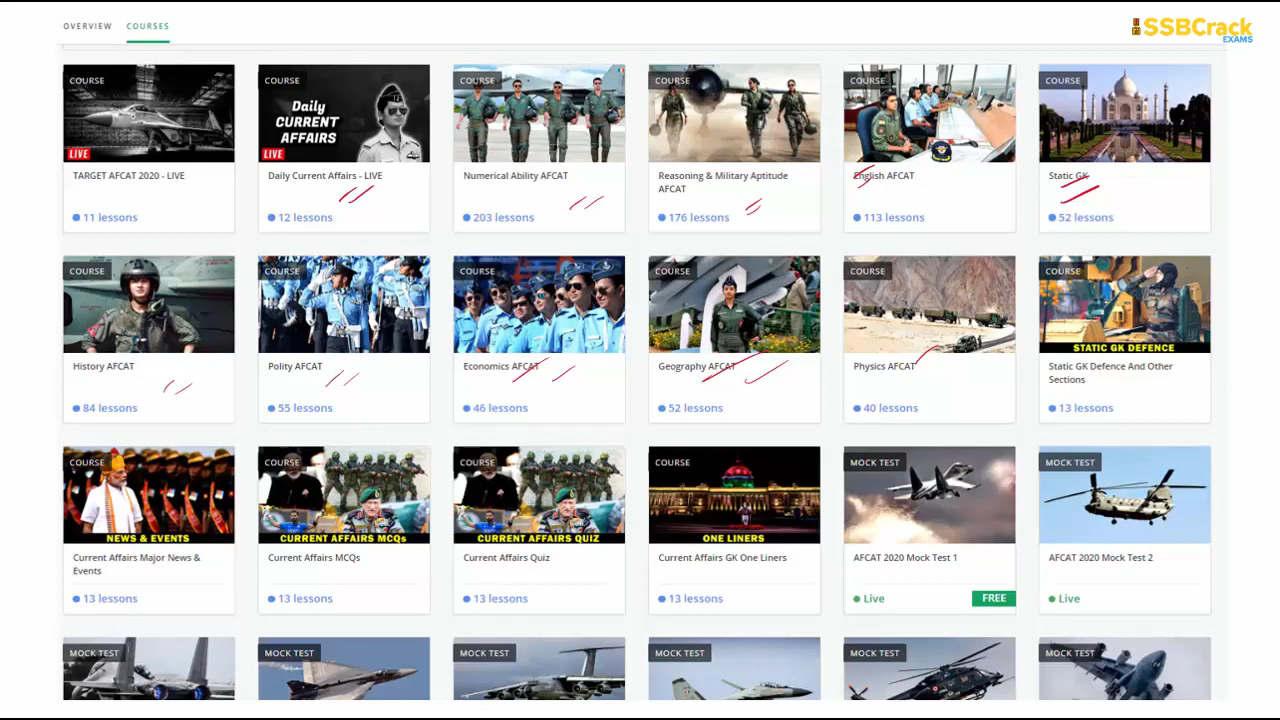 OVERVIEW COURSES
SSBCrack
EXAMS
COURSE
LIVE
TARGET AFCAT 2020 - LIVE
11 lessons
COURSE
Daily
CURRENT
AFFAIRS
LIVE
Daily Current Affairs - LIVE
12 lessons
COURSE
Numerical Ability AFCAT
203 lessons
COURSE
Reasoning & Military Aptitude
AFCAT
176 lessons
COURSE
English AFCAT
113 lessons
COURSE
Static GK
52 lessons
COURSE
History AFCAT
84 lessons
COURSE
Polity AFCAT
55 lessons
COURSE
Economics AFCAT
46 lessons
COURSE
Geography AFCAT
52 lessons
COURSE
Physics AFCAT
40 lessons
COURSE
STATIC GK DEFENCE
Static GK Defence And Other
Sections
13 lessons
COURSE
NEWS & EVENTS
Current Affairs Major News &
Events
13 lessons
COURSE
CURRENT AFFAIRS MCQs
Current Affairs MCQs
13 lessons
COURSE
CURRENT AFFAIRS QUIZ
Current Affairs Quiz
13 lessons
COURSE
ONE LINERS
Current Affairs GK One Liners
13 lessons
MOCK TEST
AFCAT 2020 Mock Test 1
Live FREE
MOCK TEST
AFCAT 2020 Mock Test 2
Live
MOCK TEST
MOCK TEST
MOCK TEST
MOCK TEST
MOCK TEST
MOCK TEST